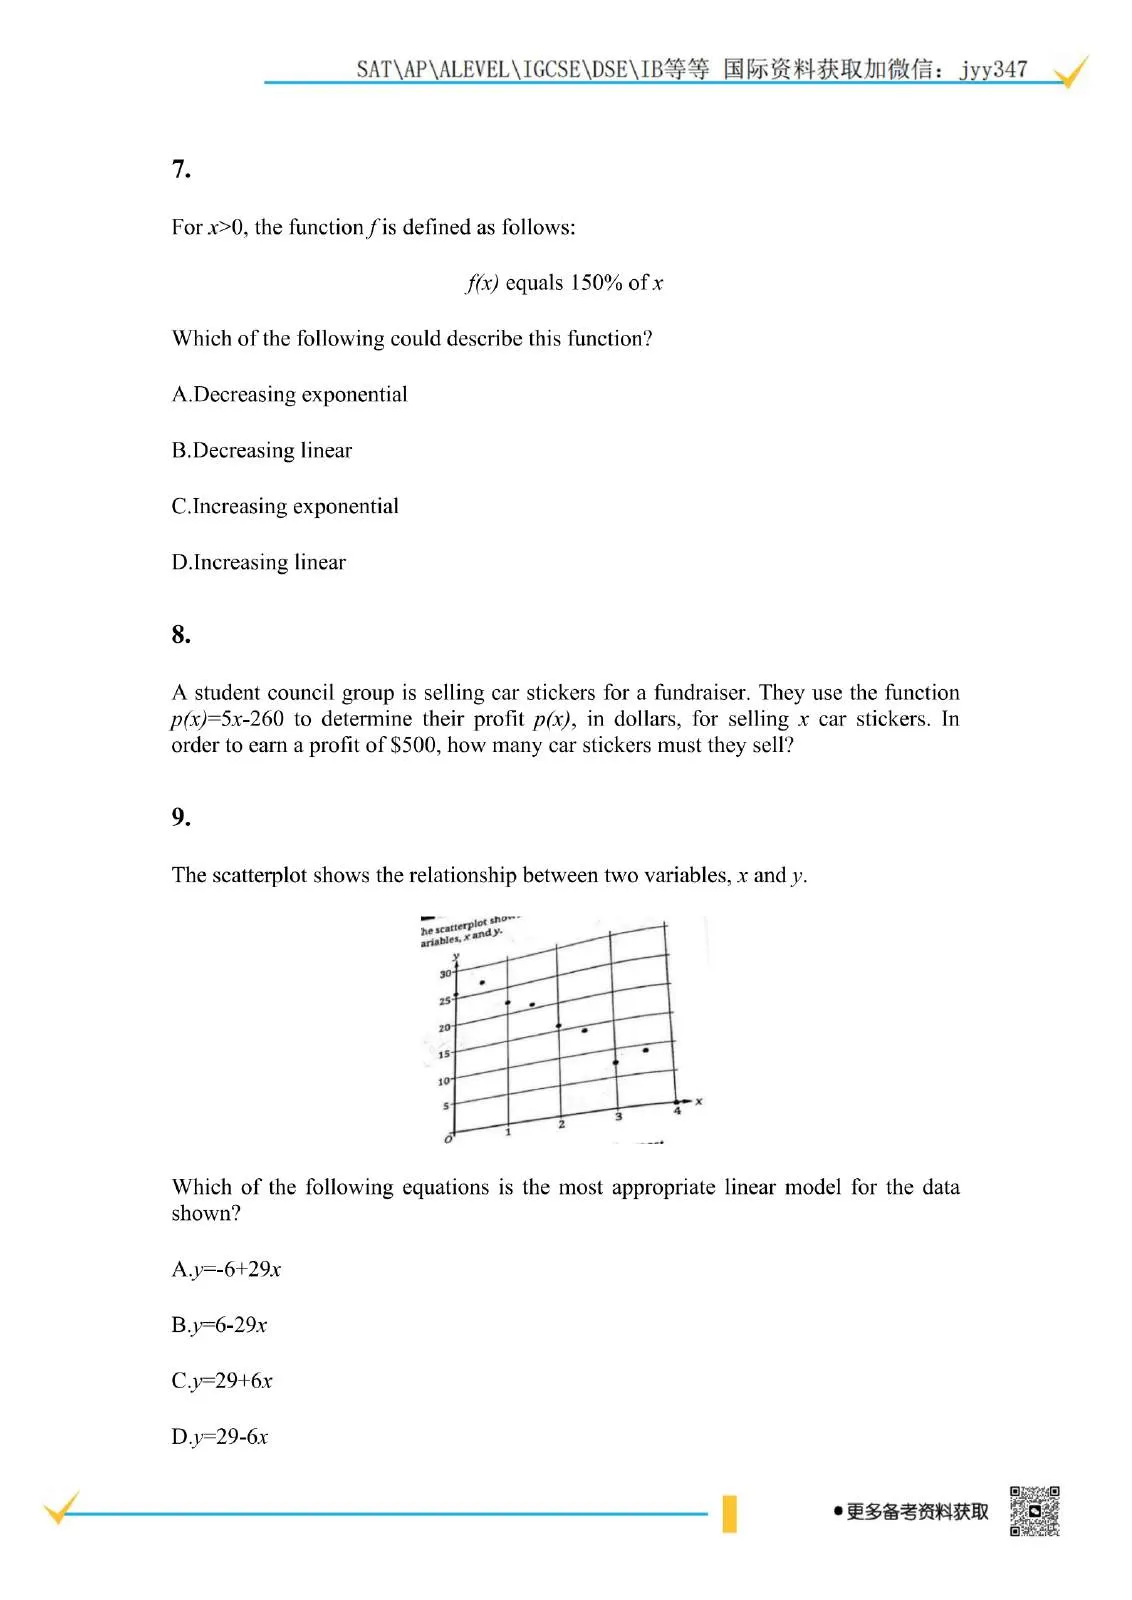 SAT\AP\ALEVEL\IGCSE\DSE\IB等等 国际资料获取加微信：jyy347
7.
For x>0, the function f is defined as follows:
f(x) equals 150% of x
Which of the following could describe this function?
A.Decreasing exponential
B.Decreasing linear
C.Increasing exponential
D.Increasing linear
8.
A student council group is selling car stickers for a fundraiser. They use the function
p(x)=5x-260 to determine their profit p(x), in dollars, for selling x car stickers. In
order to earn a profit of $500, how many car stickers must they sell?
9.
The scatterplot shows the relationship between two variables, x and y.
he scatterplot show
ariables, x and y.
y
30
25
20
15
10
5
O
1
2
3
4
x
Which of the following equations is the most appropriate linear model for the data
shown?
A.y=-6+29x
B.y=6-29x
C.y=29+6x
D.y=29-6x
•更多备考资料获取